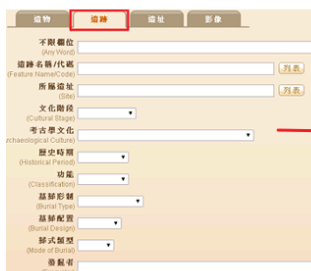 遺物 遺跡 遺址 影像
不限欄位
(Any Word)
遺跡名稱/代碼 列表
(Feature Name/Code)
所屬遺址 列表
(Site)
文化階段
(Cultural Stage)
考古學文化
rchaeological Culture)
歷史時期
(Historical Period)
功能
(Classification)
墓葬形制
(Burial Type)
墓葬配置
(Burial Design)
葬式類型
(Mode of Burial)
發掘者